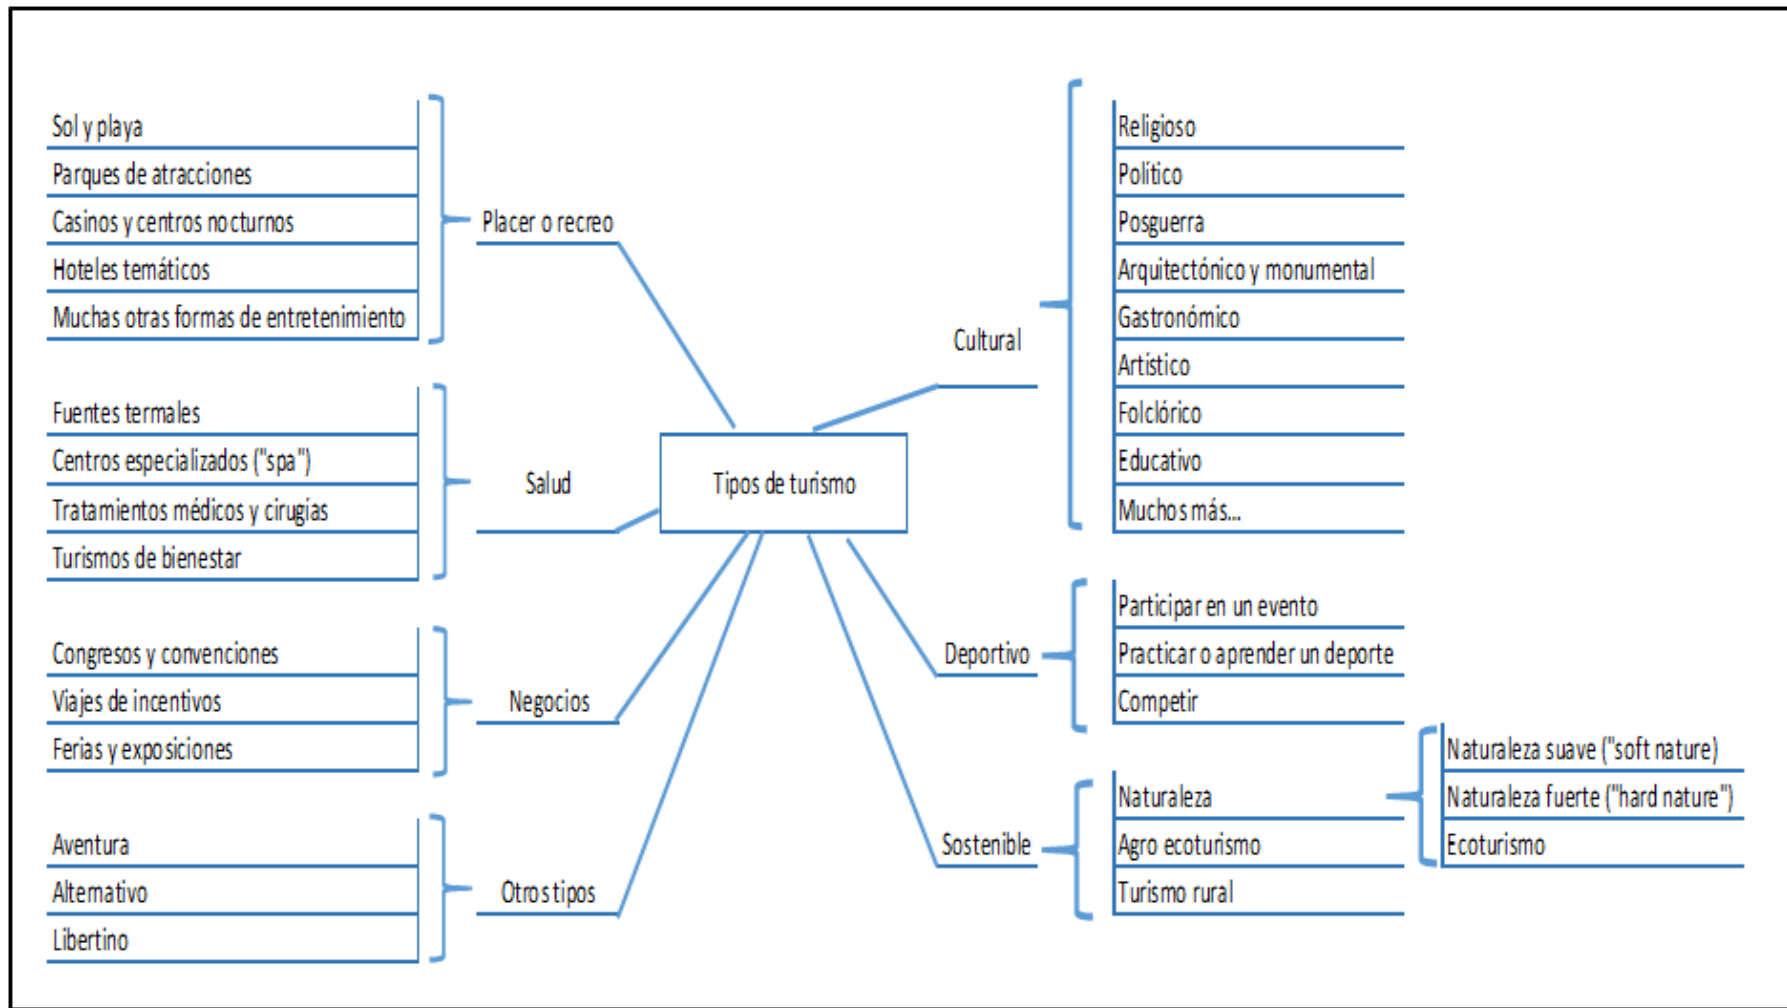 Sol y playa
Parques de atracciones
Casinos y centros nocturnos
Hoteles temáticos
Muchas otras formas de entretenimiento
Placer o recreo
Fuentes termales
Centros especializados ("spa")
Tratamientos médicos y cirugías
Turismos de bienestar
Salud
Congresos y convenciones
Viajes de incentivos
Ferias y exposiciones
Negocios
Aventura
Alternativo
Libertino
Otros tipos
Tipos de turismo
Cultural
Religioso
Político
Posguerra
Arquitectónico y monumental
Gastronómico
Artístico
Folclórico
Educativo
Muchos más...
Deportivo
Participar en un evento
Practicar o aprender un deporte
Competir
Sostenible
Naturaleza
Agro ecoturismo
Turismo rural
Naturaleza suave ("soft nature)
Naturaleza fuerte ("hard nature")
Ecoturismo